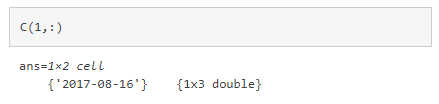 C(1,:)
ans=1×2 cell
{'2017-08-16'} {1x3 double}